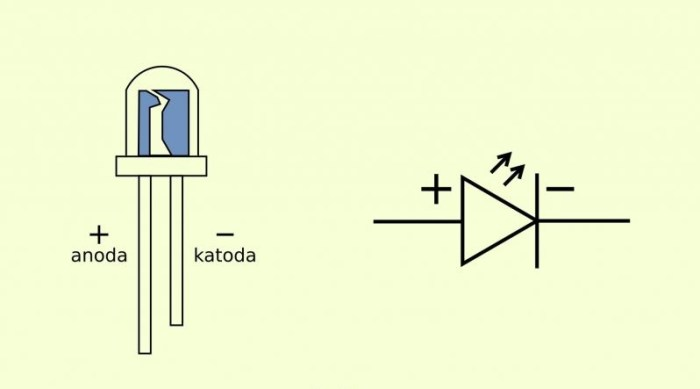 + −
anoda katoda
+ −